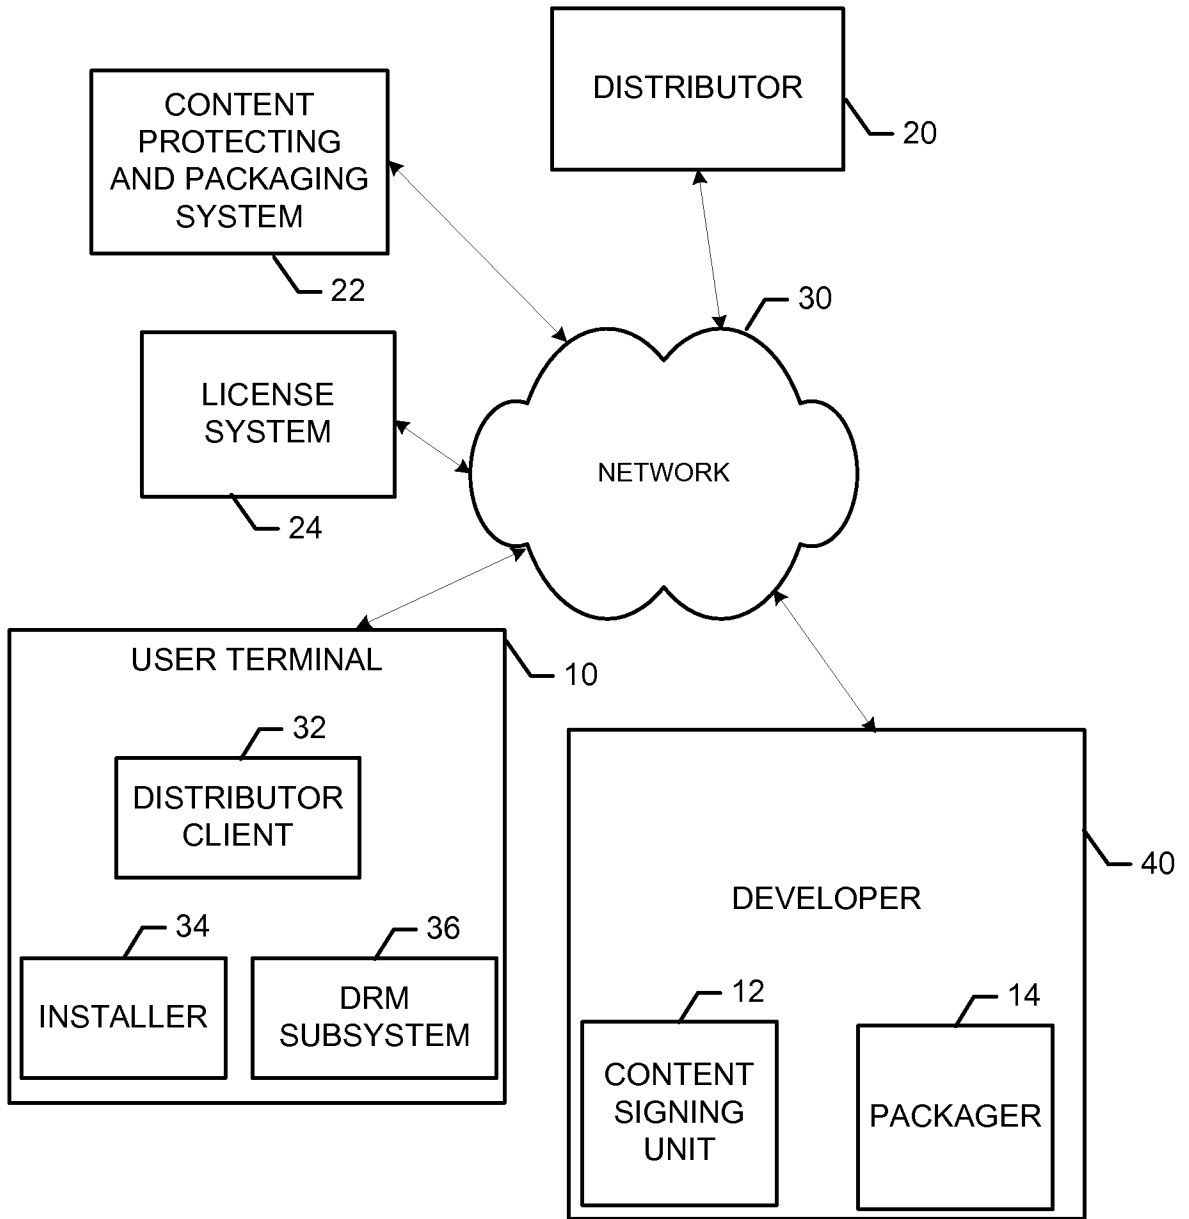 DISTRIBUTOR
20
CONTENT
PROTECTING
AND PACKAGING
SYSTEM
22
30
LICENSE
SYSTEM
24
NETWORK
USER TERMINAL
10
32
DISTRIBUTOR
CLIENT
34
INSTALLER
36
DRM
SUBSYSTEM
40
DEVELOPER
12
CONTENT
SIGNING
UNIT
14
PACKAGER